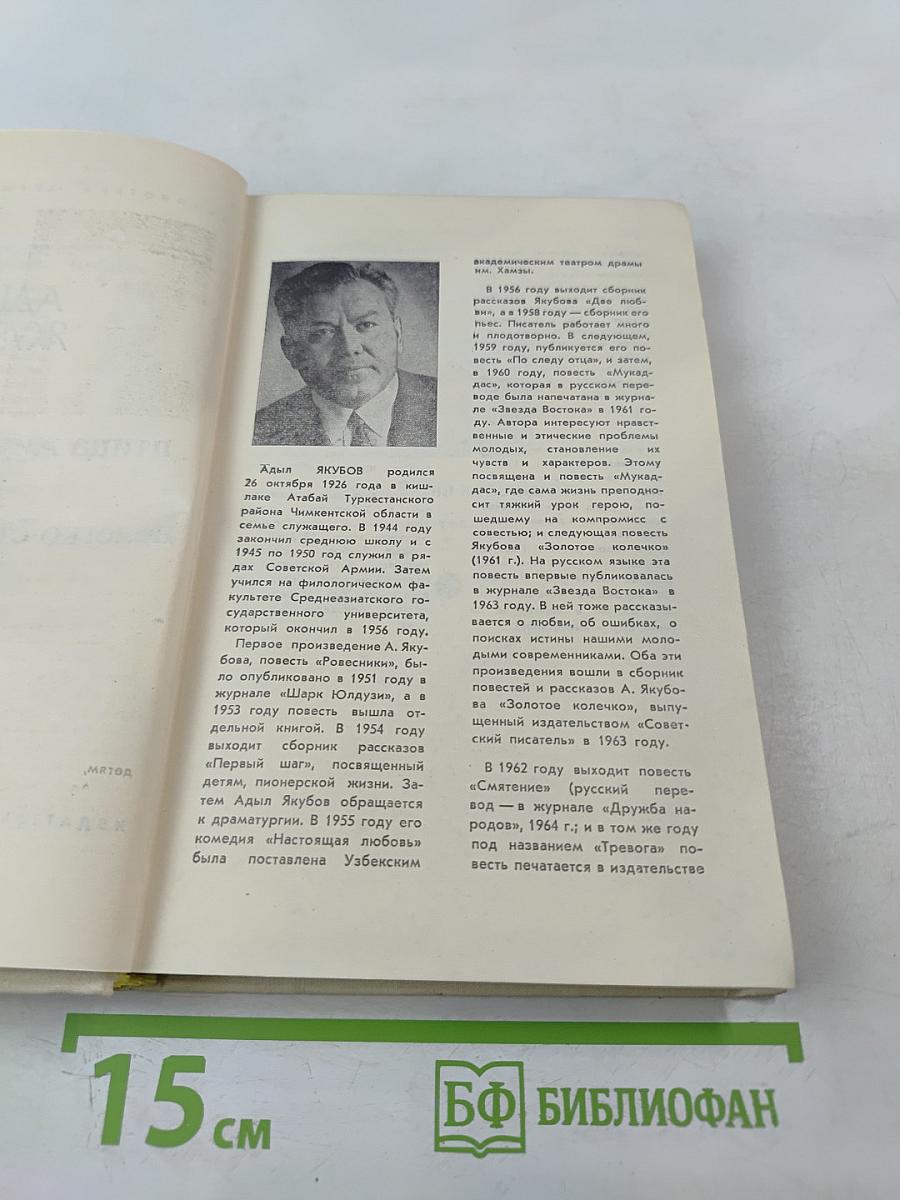 Адыл ЯКУБОВ родился
26 октября 1926 года в киш-
лаке Атабай Туркестанского
района Чимкентской области в
семье служащего. В 1944 году
закончил среднюю школу и с
1945 по 1950 год служил в ря-
дах Советской Армии. Затем
учился на филологическом фа-
культете Среднеазиатского го-
сударственного университета,
который окончил в 1956 году.
Первое произведение А. Яку-
бова, повесть «Ровесники», бы-
ло опубликовано в 1951 году в
журнале «Шарк Юлдузи», а в
1953 году повесть вышла от-
дельной книгой. В 1954 году
выходит сборник рассказов
«Первый шаг», посвященный
детям, пионерской жизни. За-
тем Адыл Якубов обращается
к драматургии. В 1955 году его
комедия «Настоящая любовь»
была поставлена Узбекским
академическим театром драмы
им. Хамзы.
В 1956 году выходит сборник
рассказов Якубова «Две люб-
ви», а в 1958 году — сборник его
пьес. Писатель работает много
и плодотворно. В следующем,
1959 году, публикуется его по-
весть «По следу отца», и затем,
в 1960 году, повесть «Мукад-
дас», которая в русском пере-
воде была напечатана в журна-
ле «Звезда Востока» в 1961 го-
ду. Автора интересуют нравст-
венные и этические проблемы
молодых, становление их
чувств и характеров. Этому
посвящена и повесть «Мукад-
дас», где сама жизнь преподно-
сит тяжкий урок герою, по-
шедшему на компромисс с
совестью; и следующая повесть
Якубова «Золотое колечко»
(1961 г.). На русском языке эта
повесть впервые публиковалась
в журнале «Звезда Востока» в
1963 году. В ней тоже рассказы-
вается о любви, об ошибках, о
поисках истины нашими моло-
дыми современниками. Оба эти
произведения вошли в сборник
повестей и рассказов А. Якубо-
ва «Золотое колечко», выпу-
щенный издательством «Совет-
ский писатель» в 1963 году.
В 1962 году выходит повесть
«Смятение» (русский пере-
вод — в журнале «Дружба на-
родов», 1964 г.; и в том же году
под названием «Тревога» по-
весть печатается в издательстве
15 см
БФ БИБЛИОФАН